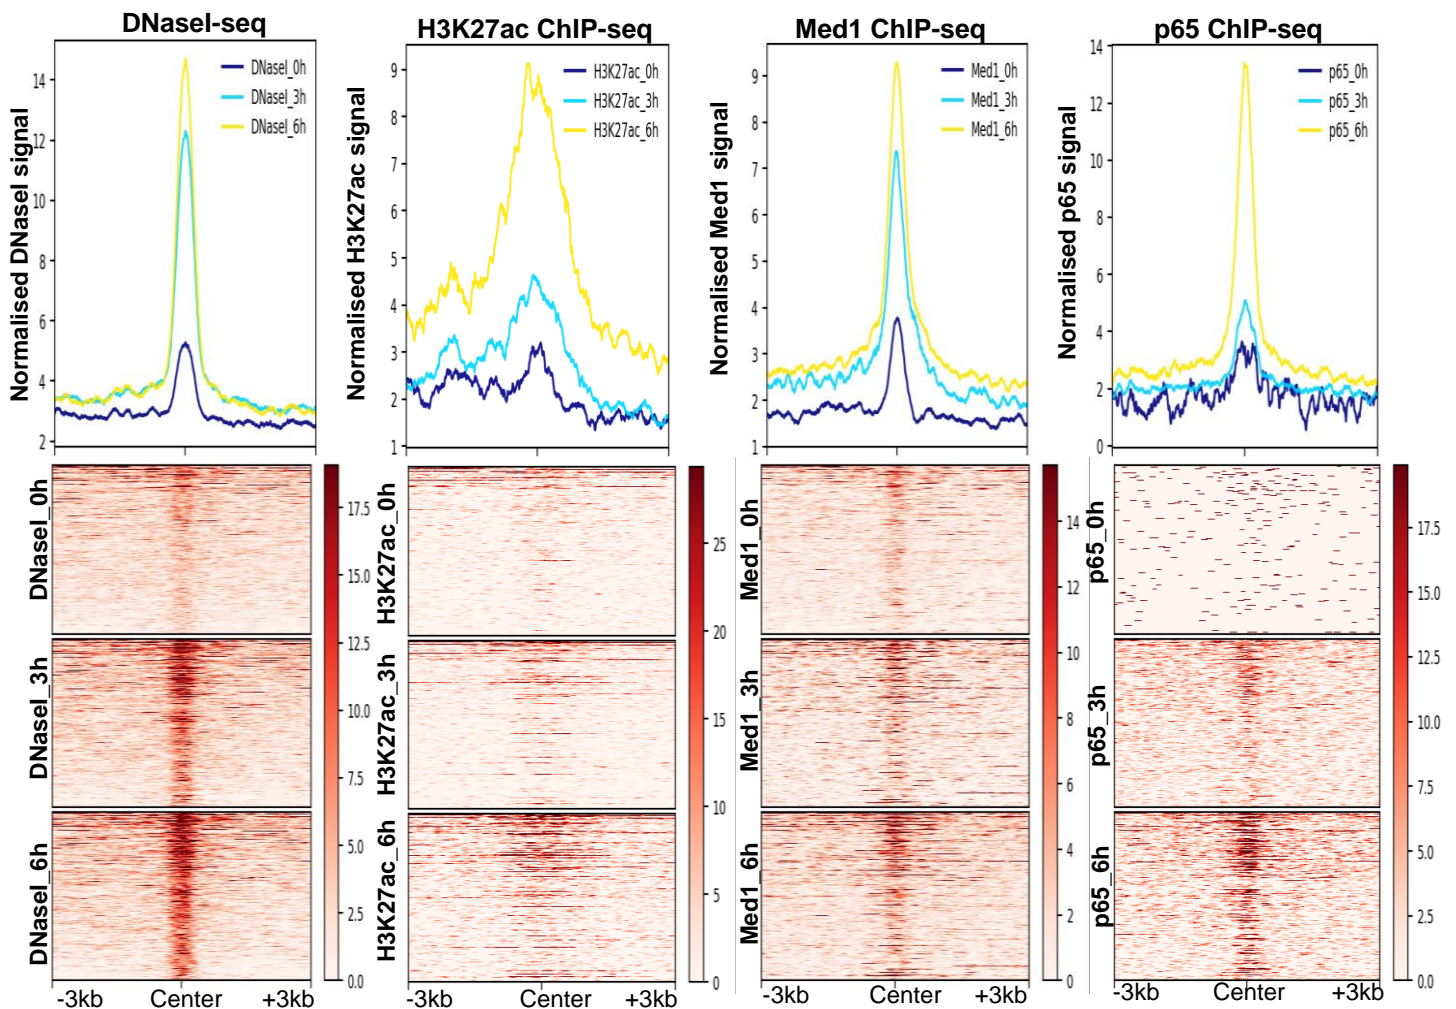 DNaseI-seq
H3K27ac ChIP-seq
Med1 ChIP-seq
p65 ChIP-seq
Normalised DNaseI signal
14
12
10
8
6
4
2
DNaseI_0h
DNaseI_3h
DNaseI_6h
Normalised H3K27ac signal
9
8
7
6
5
4
3
2
1
H3K27ac_0h
H3K27ac_3h
H3K27ac_6h
Normalised Med1 signal
9
8
7
6
5
4
3
2
1
Med1_0h
Med1_3h
Med1_6h
Normalised p65 signal
14
12
10
8
6
4
2
0
p65_0h
p65_3h
p65_6h
DNaseI_0h
DNaseI_3h
DNaseI_6h
17.5
15.0
12.5
10.0
7.5
5.0
2.5
0.0
-3kb Center +3kb
H3K27ac_0h
H3K27ac_3h
H3K27ac_6h
25
20
15
10
5
0
-3kb Center +3kb
Med1_0h
Med1_3h
Med1_6h
14
12
10
8
6
4
2
0
-3kb Center +3kb
p65_0h
p65_3h
p65_6h
17.5
15.0
12.5
10.0
7.5
5.0
2.5
0.0
-3kb Center +3kb